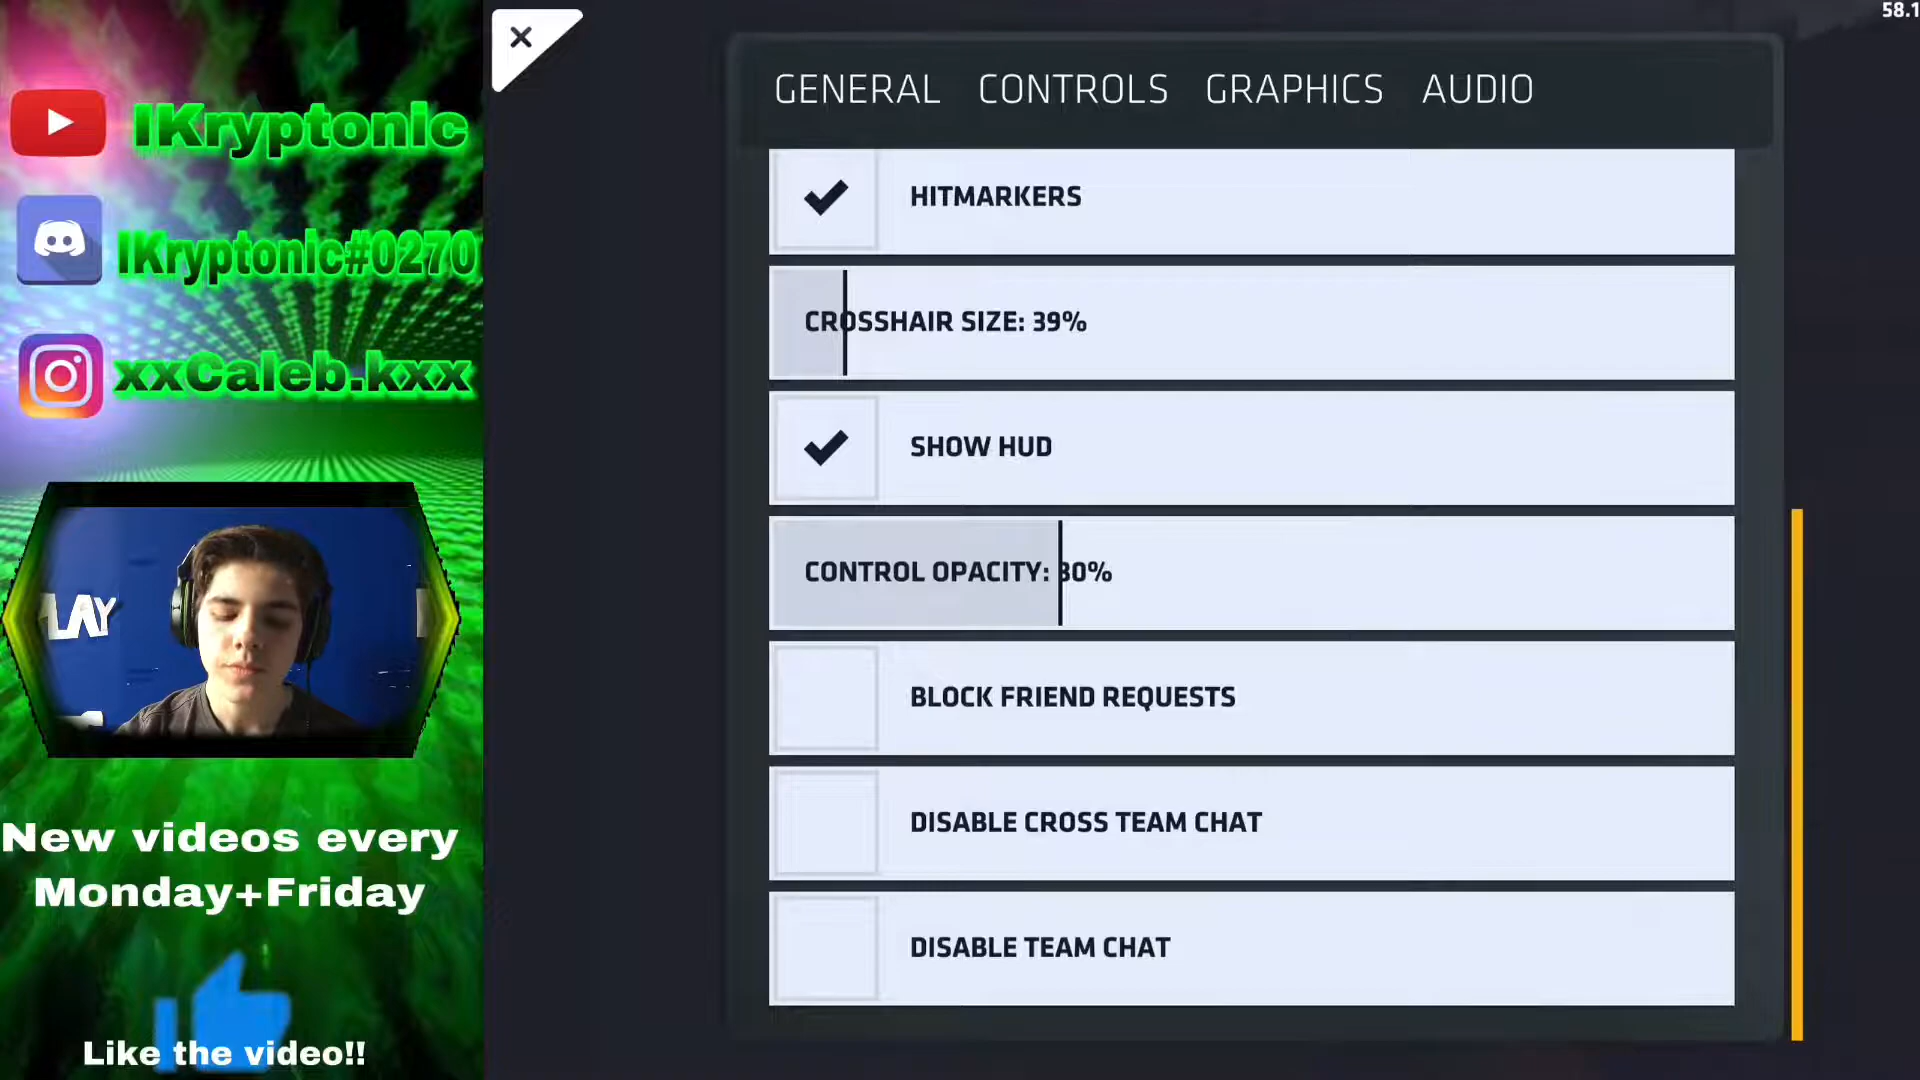 58.1
IKryptonic
IKryptonic#0270
xxCaleb.kxx
LAY
New videos every
Monday+Friday
Like the video!!
GENERAL CONTROLS GRAPHICS AUDIO
HITMARKERS
CROSSHAIR SIZE: 39%
SHOW HUD
CONTROL OPACITY: 30%
BLOCK FRIEND REQUESTS
DISABLE CROSS TEAM CHAT
DISABLE TEAM CHAT